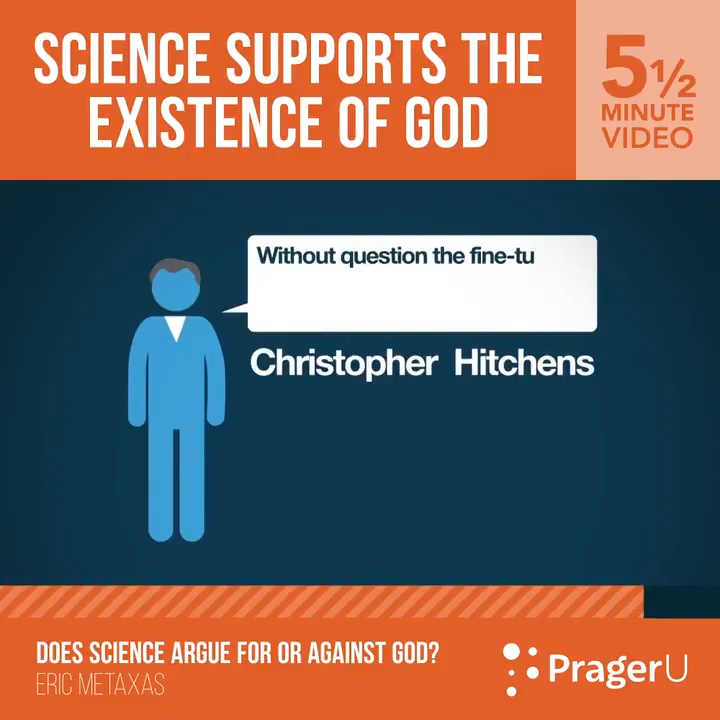 SCIENCE SUPPORTS THE
EXISTENCE OF GOD
5½
MINUTE
VIDEO
Without question the fine-tu
Christopher Hitchens
DOES SCIENCE ARGUE FOR OR AGAINST GOD?
ERIC METAXAS
PragerU